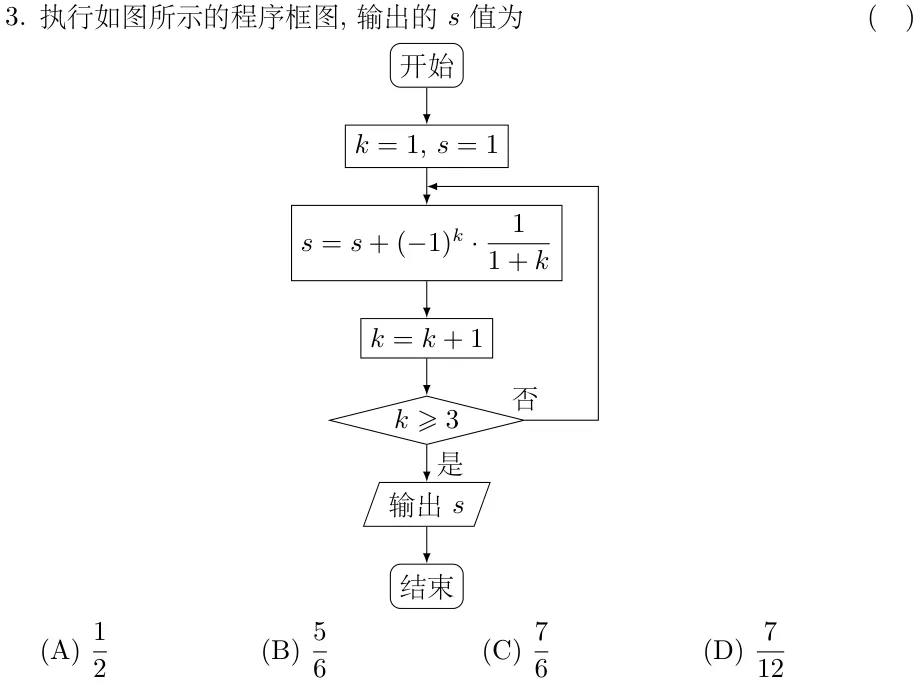 3. 执行如图所示的程序框图, 输出的 s 值为 ( )
开始
k = 1, s = 1
s = s + (−1)^k · 1/(1 + k)
k = k + 1
否
k ⩾ 3
是
输出 s
结束
(A) 1/2 (B) 5/6 (C) 7/6 (D) 7/12